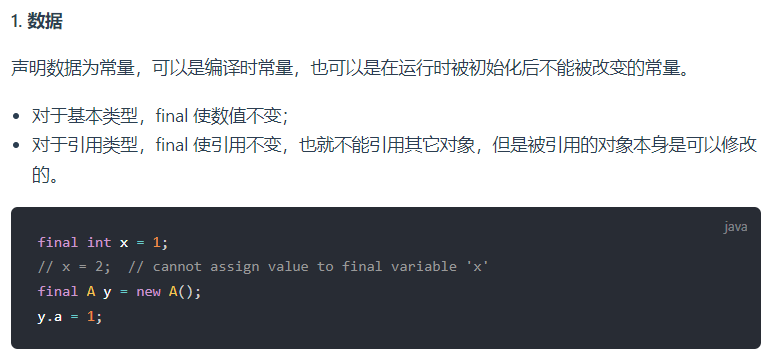 1. 数据
声明数据为常量，可以是编译时常量，也可以是在运行时被初始化后不能被改变的常量。
• 对于基本类型，final 使数值不变；
• 对于引用类型，final 使引用不变，也就不能引用其它对象，但是被引用的对象本身是可以修改
的。
java
final int x = 1;
// x = 2;  // cannot assign value to final variable 'x'
final A y = new A();
y.a = 1;